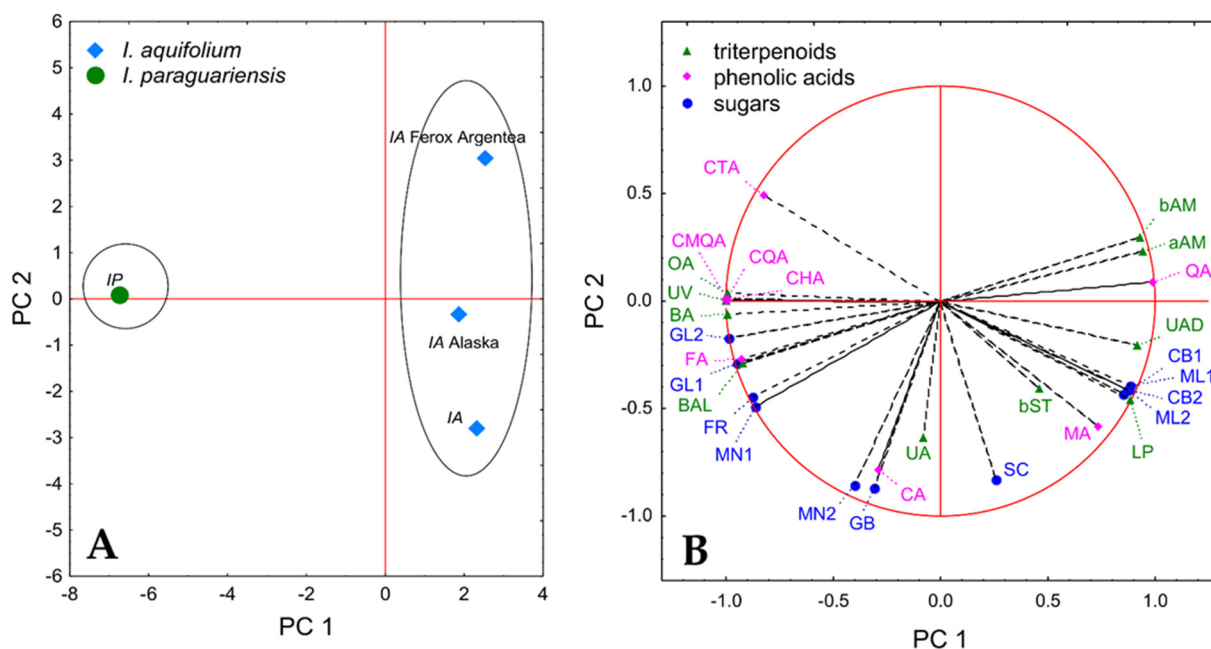 I. aquifolium
I. paraguariensis
6
5
4
3
2
1
0
-1
-2
-3
-4
-5
-6
PC 2
IA Ferox Argentea
IP
IA Alaska
IA
A
-8
-6
-4
-2
0
2
4
PC 1
triterpenoids
phenolic acids
sugars
1.0
0.5
0.0
-0.5
-1.0
PC 2
CTA
bAM
aAM
CMQA
CQA
OA
CHA
QA
UV
BA
GL2
UAD
FA
CB1
GL1
ML1
BAL
bST
CB2
FR
ML2
MN1
UA
MA
LP
MN2
GB
CA
SC
B
-1.0
-0.5
0.0
0.5
1.0
PC 1